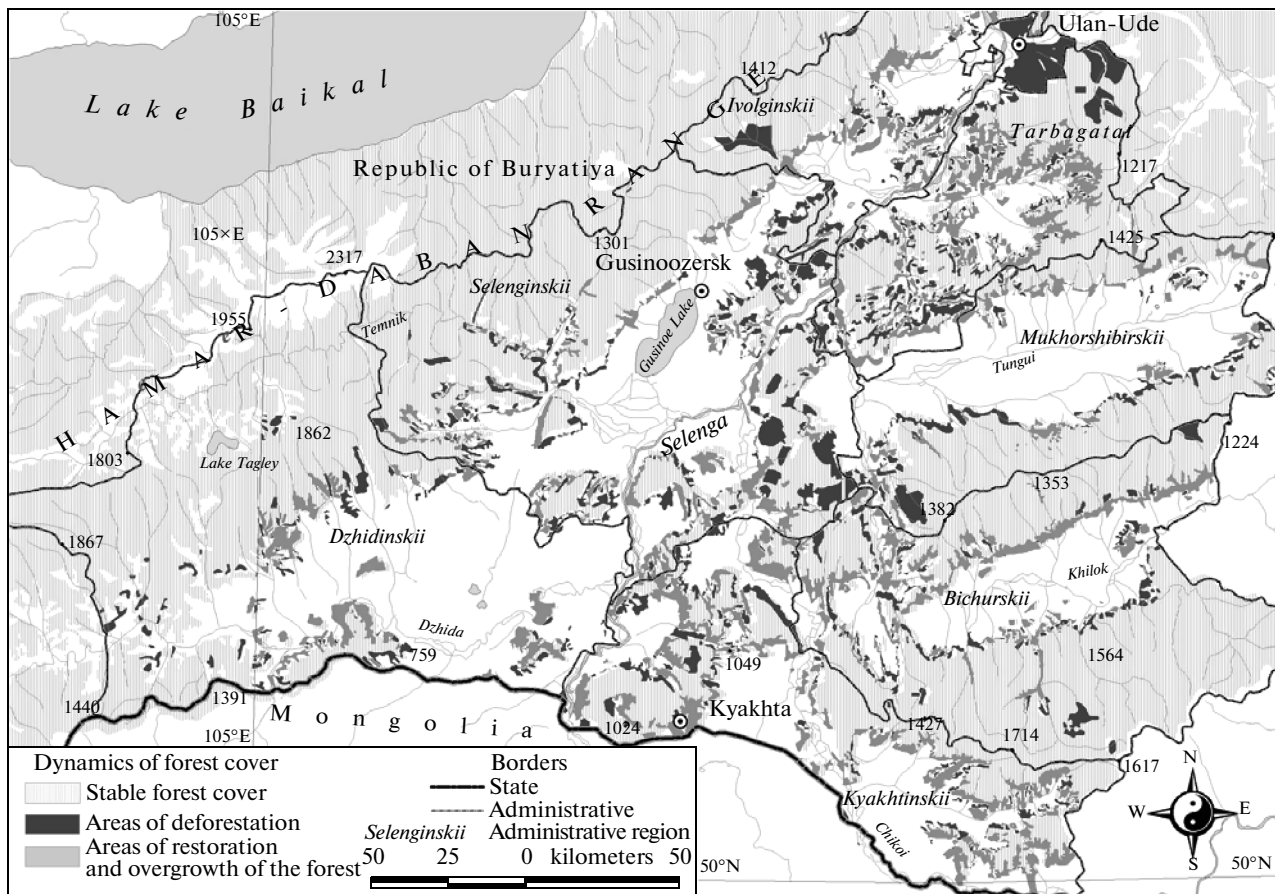 105°E
Ulan-Ude
1412
Lake Baikal
Ivolginskii
Tarbagatai
Republic of Buryatiya
1217
105×E
1301
1425
2317
HAMAR-DABAN RANGE
Gusinoozersk
Selenginskii
1955
Temnik
Gusinoe Lake
Mukhorshibirskii
Tungui
1862
Selenga
1803
Lake Tagley
1224
1353
1382
Dzhidinskii
1867
Khilok
Bichurskii
Dzhida
759
1049
1564
1391
1440
Mongolia
Kyakhta
1024
1427
105°E
1714
1617
Dynamics of forest cover
Stable forest cover
Areas of deforestation
Areas of restoration
and overgrowth of the forest
Borders
State
Administrative
Selenginskii Administrative region
50 25 0 kilometers 50
Kyakhtinskii
Chikoi
N
W E
S
50°N 50°N